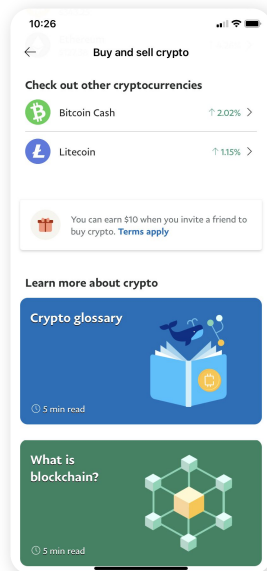 10:26
Buy and sell crypto
Check out other cryptocurrencies
Bitcoin Cash ↑ 2.02%
Litecoin ↑ 1.15%
You can earn $10 when you invite a friend to
buy crypto. Terms apply
Learn more about crypto
Crypto glossary
5 min read
What is
blockchain?
5 min read